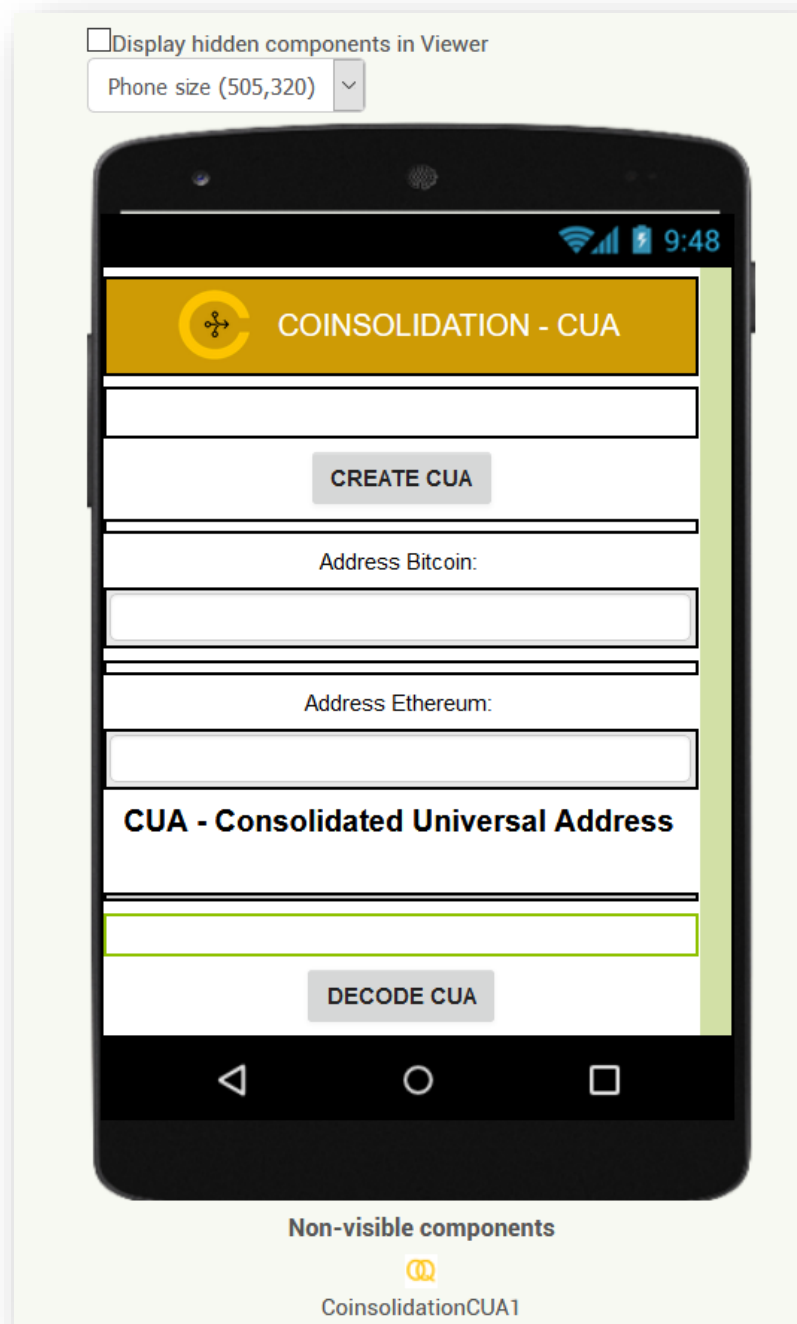 Display hidden components in Viewer
Phone size (505,320)
9:48
COINSOLIDATION - CUA
CREATE CUA
Address Bitcoin:
Address Ethereum:
CUA - Consolidated Universal Address
DECODE CUA
Non-visible components
CoinsolidationCUA1